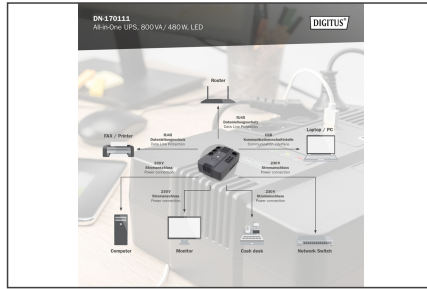 DN-170111
All-in-One UPS, 800VA / 480W, LED
DIGITUS®
Router
RJ45
Datenleitungsschutz
Data Line Protection
FAX / Printer
RJ45
Datenleitungsschutz
Data Line Protection
USB
Kommunikationsschnittstelle
Communication interface
Laptop / PC
230V
Stromanschluss
Power connection
230V
Stromanschluss
Power connection
230V
Stromanschluss
Power connection
230V
Stromanschluss
Power connection
Computer
Monitor
Cash desk
Network Switch